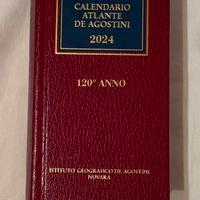 CALENDARIO
ATLANTE
DE AGOSTINI
2024
120° ANNO
ISTITUTO GEOGRAFICO DE AGOSTINI
NOVARA